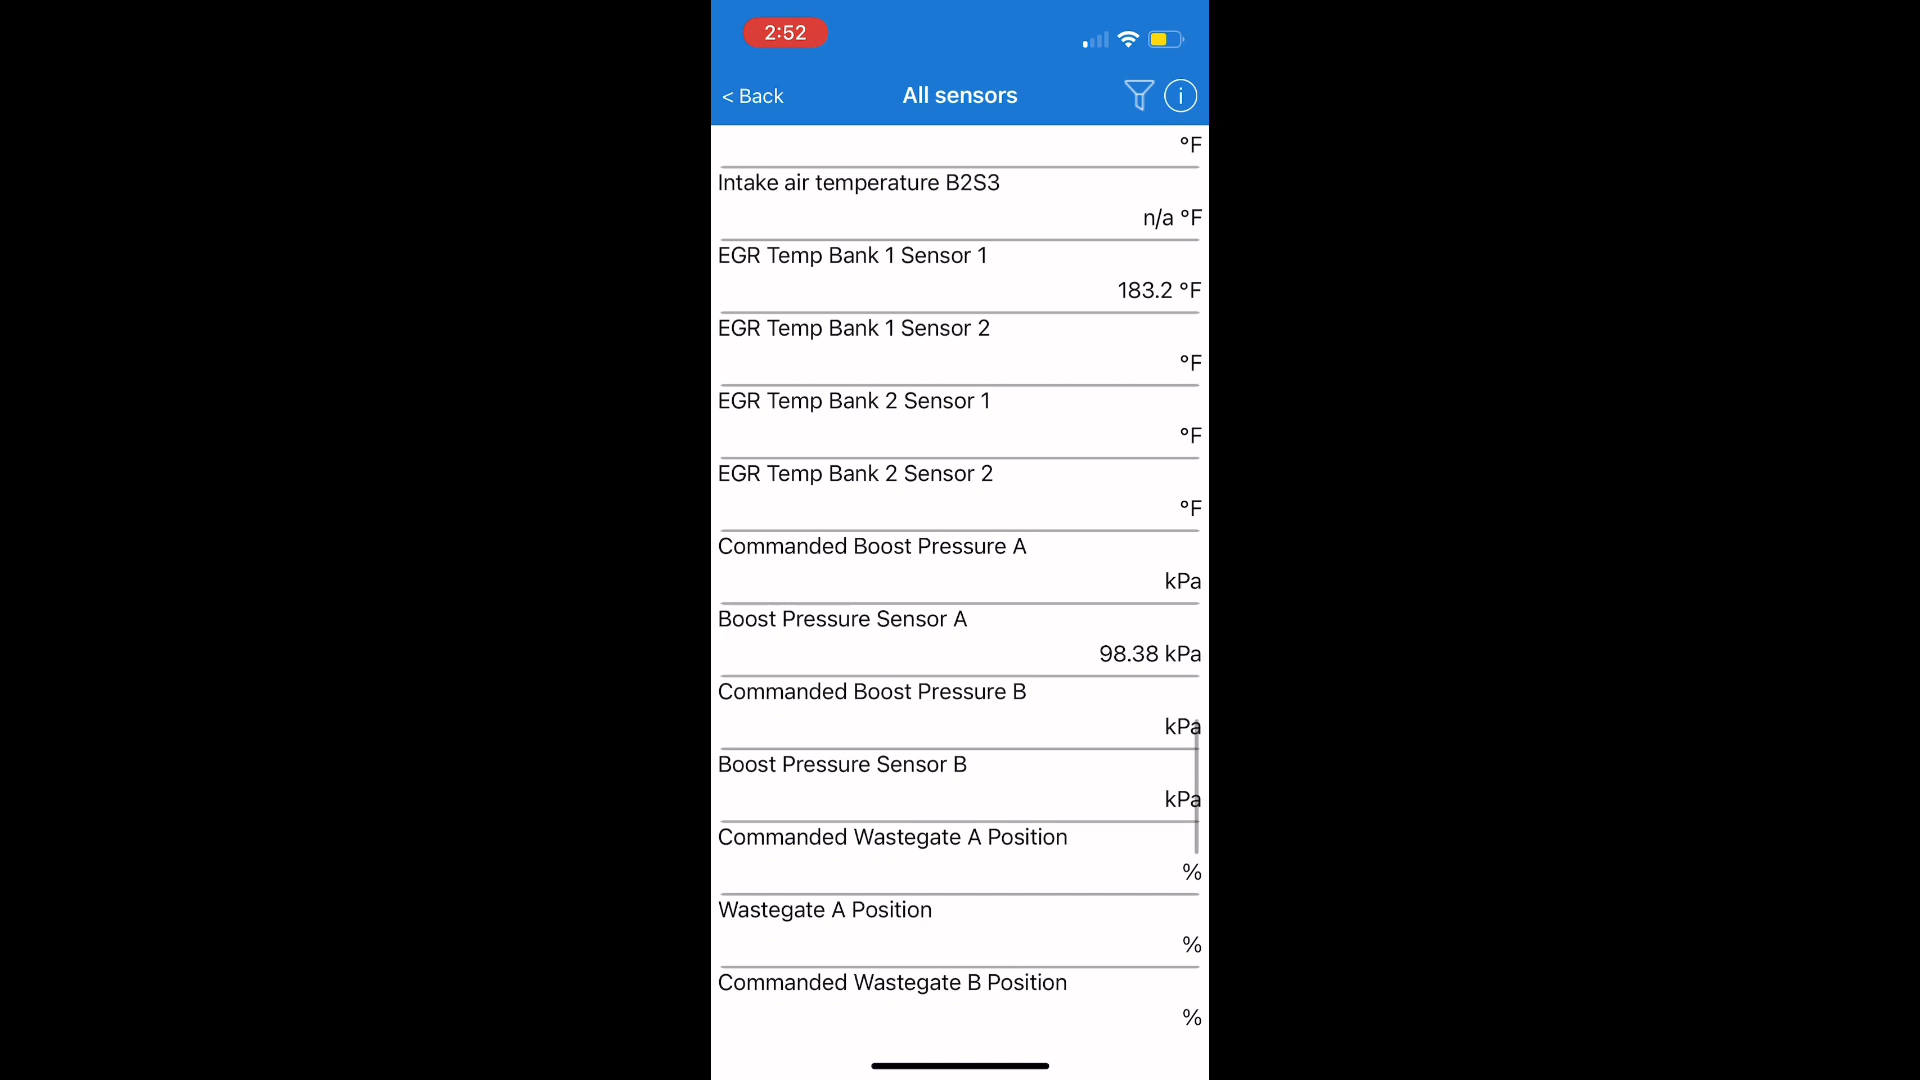 2:52
< Back
All sensors
i
°F
Intake air temperature B2S3
n/a °F
EGR Temp Bank 1 Sensor 1
183.2 °F
EGR Temp Bank 1 Sensor 2
°F
EGR Temp Bank 2 Sensor 1
°F
EGR Temp Bank 2 Sensor 2
°F
Commanded Boost Pressure A
kPa
Boost Pressure Sensor A
98.38 kPa
Commanded Boost Pressure B
kPa
Boost Pressure Sensor B
kPa
Commanded Wastegate A Position
%
Wastegate A Position
%
Commanded Wastegate B Position
%